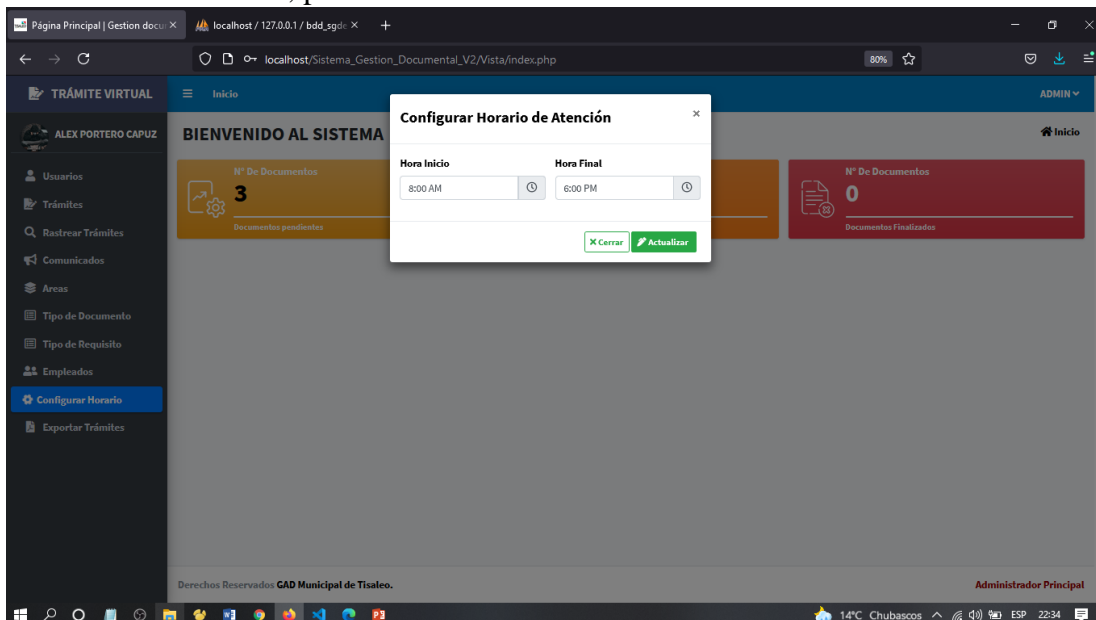 Página Principal | Gestion docu
localhost / 127.0.0.1 / bdd_sgde
localhost/Sistema_Gestion_Documental_V2/Vista/index.php
80%
TRÁMITE VIRTUAL
Inicio
ADMIN
ALEX PORTERO CAPUZ
BIENVENIDO AL SISTEMA
Inicio
Configurar Horario de Atención
×
Hora Inicio
Hora Final
8:00 AM
6:00 PM
Cerrar
Actualizar
N° De Documentos
3
Documentos pendientes
N° De Documentos
0
Documentos Finalizados
Usuarios
Trámites
Rastrear Trámites
Comunicados
Areas
Tipo de Documento
Tipo de Requisito
Empleados
Configurar Horario
Exportar Trámites
Derechos Reservados GAD Municipal de Tisaleo.
Administrador Principal
14°C Chubascos
ESP
22:34